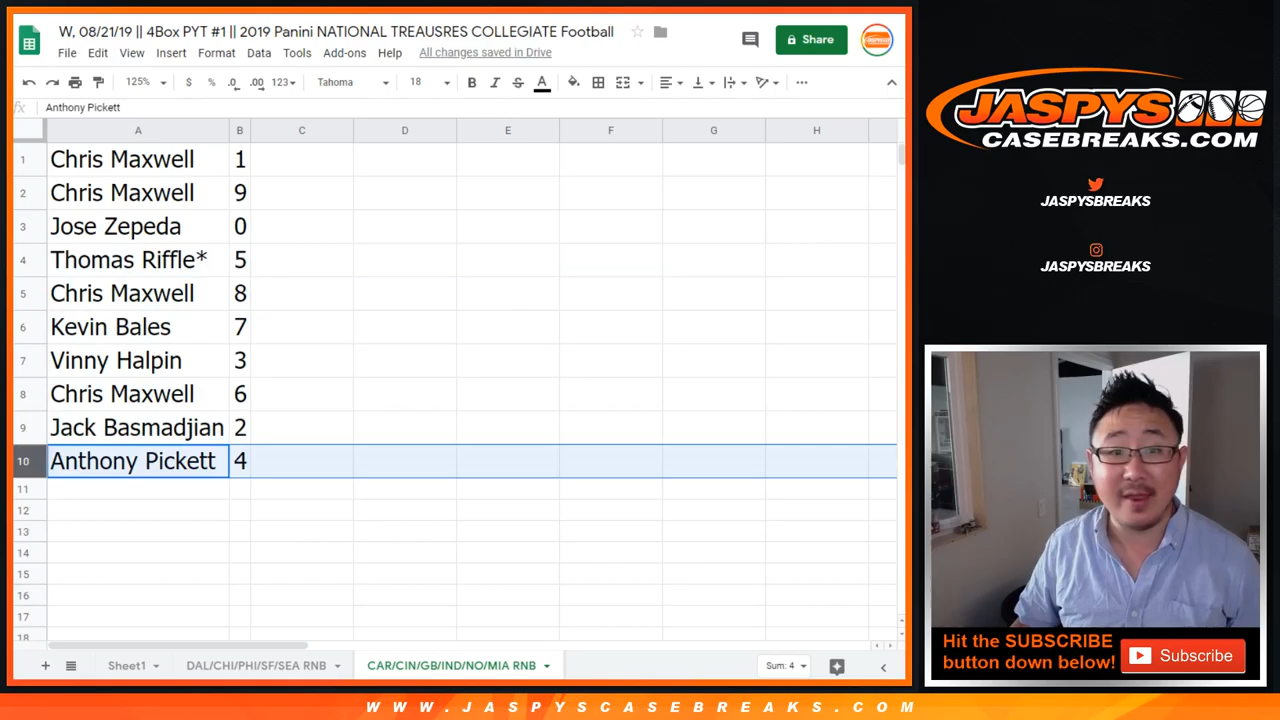 W, 08/21/19 || 4Box PYT #1 || 2019 Panini NATIONAL TREAUSRES COLLEGIATE Football
File Edit View Insert Format Data Tools Add-ons Help All changes saved in Drive
Share
125% $ % .0 .00 123 Tahoma 18 B I S A
fx Anthony Pickett
A B C D E F G H
1 Chris Maxwell 1
2 Chris Maxwell 9
3 Jose Zepeda 0
4 Thomas Riffle* 5
5 Chris Maxwell 8
6 Kevin Bales 7
7 Vinny Halpin 3
8 Chris Maxwell 6
9 Jack Basmadjian 2
10 Anthony Pickett 4
11
12
13
14
15
16
17
18
Sheet1 DAL/CHI/PHI/SF/SEA RNB CAR/CIN/GB/IND/NO/MIA RNB Sum: 4
JASPYS
CASEBREAKS.COM
JASPYSBREAKS
JASPYSBREAKS
Hit the SUBSCRIBE
button down below!
Subscribe
WWW.JASPYSCASEBREAKS.COM